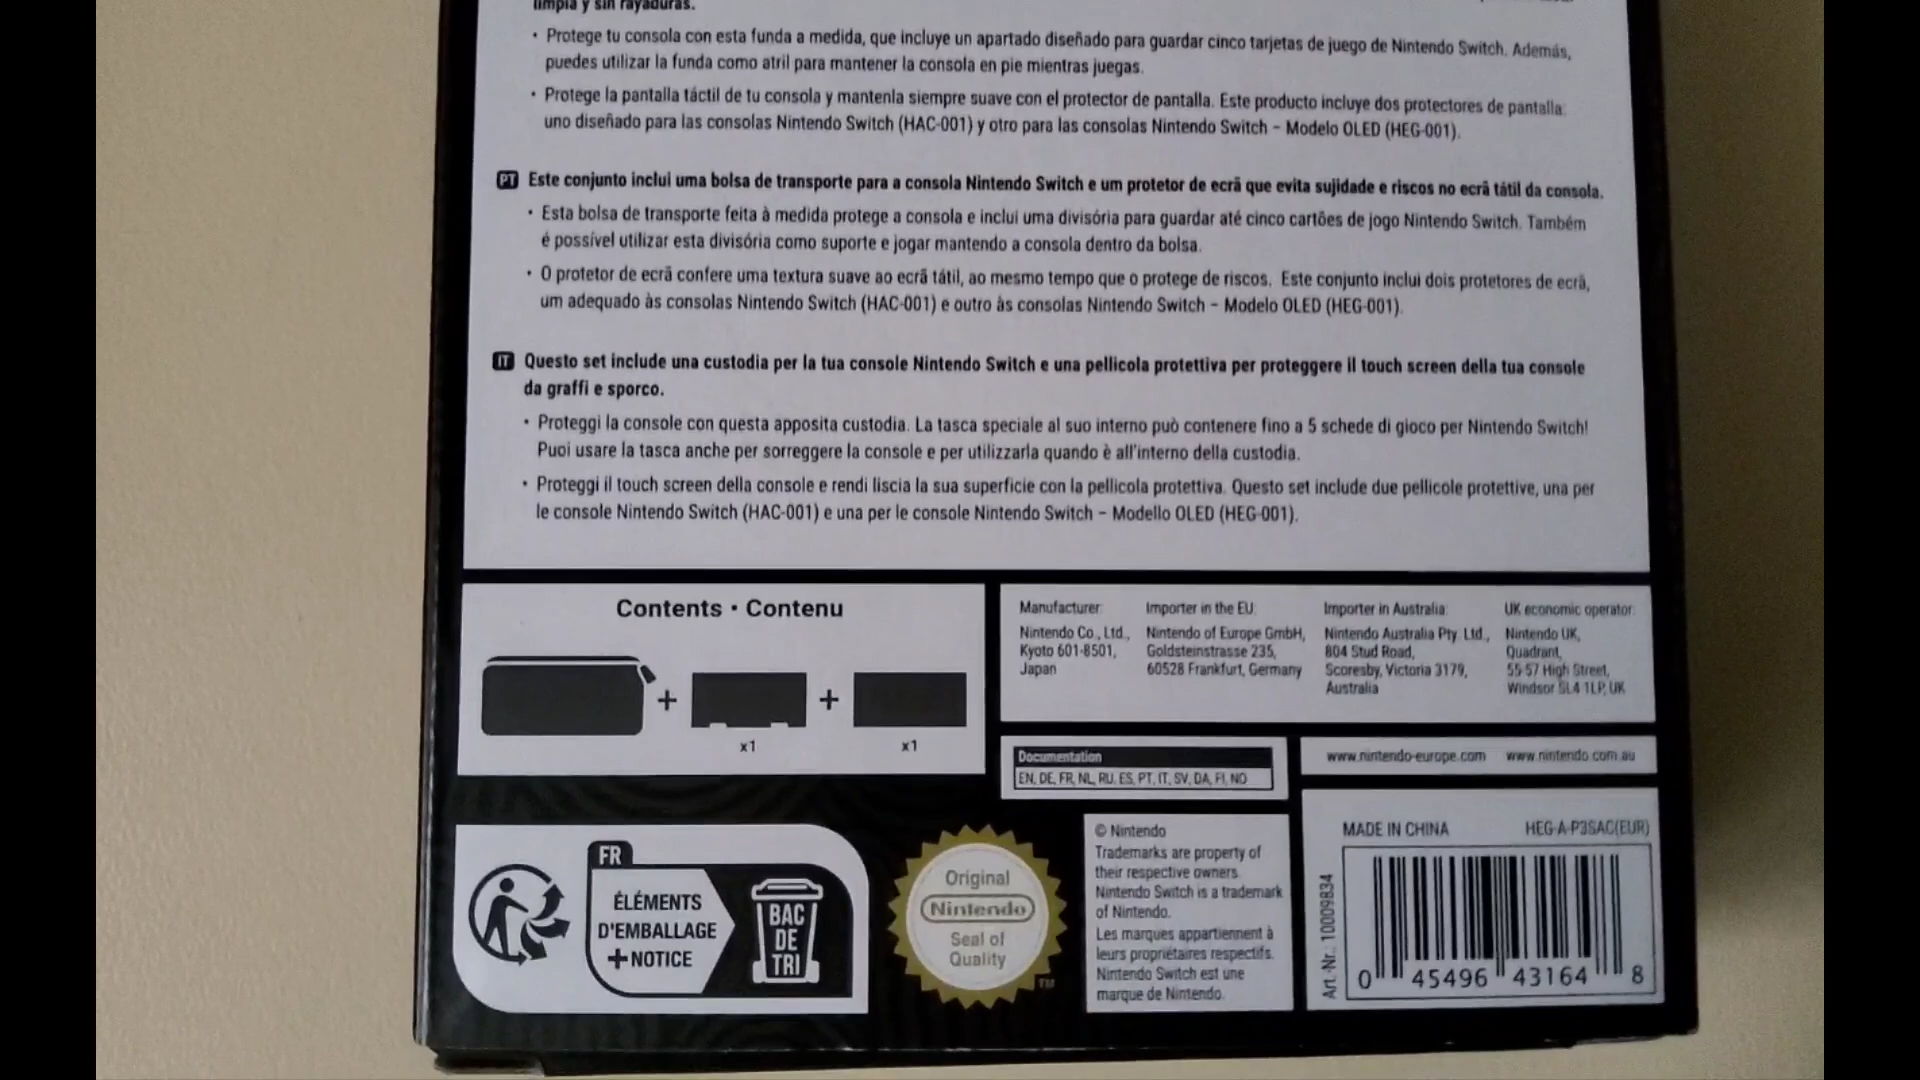 limpia y sin rayaduras.
• Protege tu consola con esta funda a medida, que incluye un apartado diseñado para guardar cinco tarjetas de juego de Nintendo Switch. Además,
puedes utilizar la funda como atril para mantener la consola en pie mientras juegas.
• Protege la pantalla táctil de tu consola y mantenla siempre suave con el protector de pantalla. Este producto incluye dos protectores de pantalla:
uno diseñado para las consolas Nintendo Switch (HAC-001) y otro para las consolas Nintendo Switch – Modelo OLED (HEG-001).
PT Este conjunto inclui uma bolsa de transporte para a consola Nintendo Switch e um protetor de ecrã que evita sujidade e riscos no ecrã tátil da consola.
• Esta bolsa de transporte feita à medida protege a consola e inclui uma divisória para guardar até cinco cartões de jogo Nintendo Switch. Também
é possível utilizar esta divisória como suporte e jogar mantendo a consola dentro da bolsa.
• O protetor de ecrã confere uma textura suave ao ecrã tátil, ao mesmo tempo que o protege de riscos. Este conjunto inclui dois protetores de ecrã,
um adequado às consolas Nintendo Switch (HAC-001) e outro às consolas Nintendo Switch – Modelo OLED (HEG-001).
IT Questo set include una custodia per la tua console Nintendo Switch e una pellicola protettiva per proteggere il touch screen della tua console
da graffi e sporco.
• Proteggi la console con questa apposita custodia. La tasca speciale al suo interno può contenere fino a 5 schede di gioco per Nintendo Switch!
Puoi usare la tasca anche per sorreggere la console e per utilizzarla quando è all'interno della custodia.
• Proteggi il touch screen della console e rendi liscia la sua superficie con la pellicola protettiva. Questo set include due pellicole protettive, una per
le console Nintendo Switch (HAC-001) e una per le console Nintendo Switch – Modello OLED (HEG-001).
Contents • Contenu
+ +
x1 x1
Manufacturer:
Nintendo Co., Ltd.,
Kyoto 601-8501,
Japan
Importer in the EU:
Nintendo of Europe GmbH,
Goldsteinstrasse 235,
60528 Frankfurt, Germany
Importer in Australia:
Nintendo Australia Pty. Ltd.,
804 Stud Road,
Scoresby, Victoria 3179,
Australia
UK economic operator:
Nintendo UK,
Quadrant,
55-57 High Street,
Windsor SL4 1LP, UK
Documentation
EN, DE, FR, NL, RU, ES, PT, IT, SV, DA, FI, NO
www.nintendo-europe.com www.nintendo.com.au
FR
ÉLÉMENTS
D'EMBALLAGE
+NOTICE
BAC
DE
TRI
Original
Nintendo
Seal of
Quality
TM
© Nintendo
Trademarks are property of
their respective owners.
Nintendo Switch is a trademark
of Nintendo.
Les marques appartiennent à
leurs propriétaires respectifs.
Nintendo Switch est une
marque de Nintendo.
MADE IN CHINA HEG-A-P3SAC(EUR)
Art.-Nr.: 10009834
0 45496 43164 8